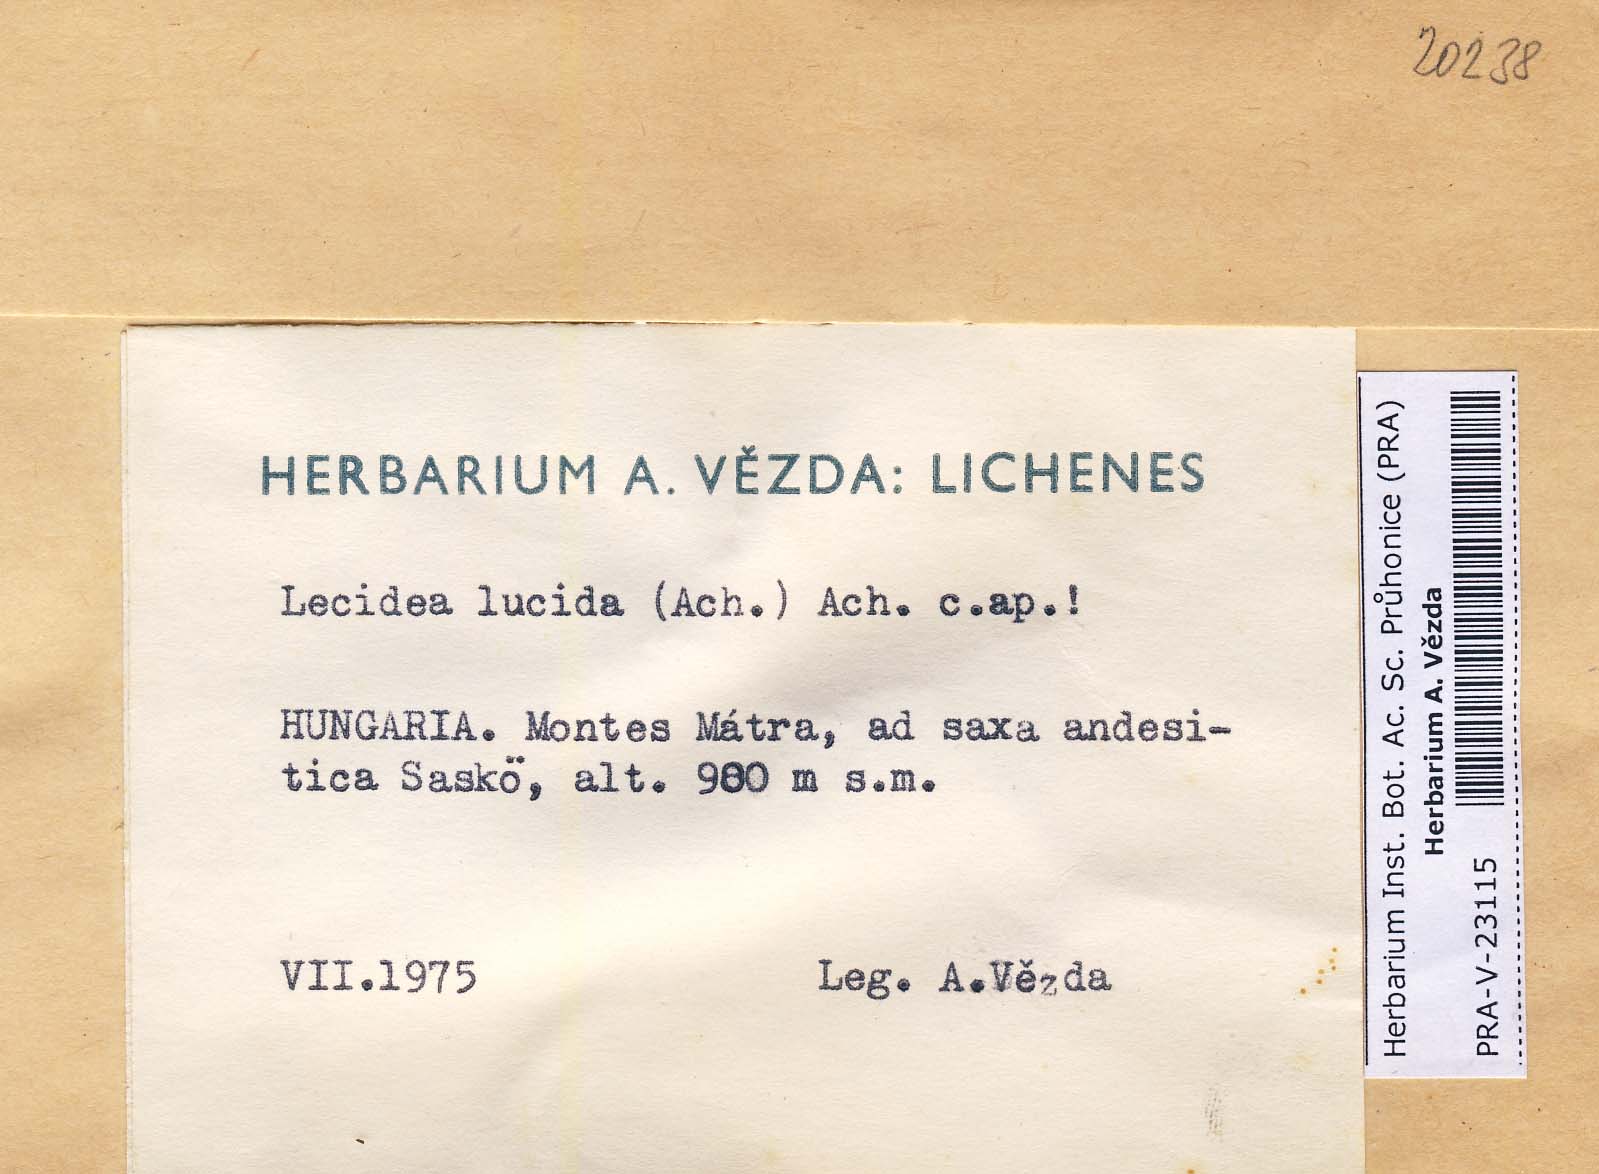 20238
HERBARIUM A. VĚZDA: LICHENES
Lecidea lucida (Ach.) Ach. c.ap.!
HUNGARIA. Montes Mátra, ad saxa andesi-
tica Saskö, alt. 980 m s.m.
VII.1975 Leg. A.Vězda
Herbarium Inst. Bot. Ac. Sc. Průhonice (PRA)
Herbarium A. Vězda
PRA-V-23115